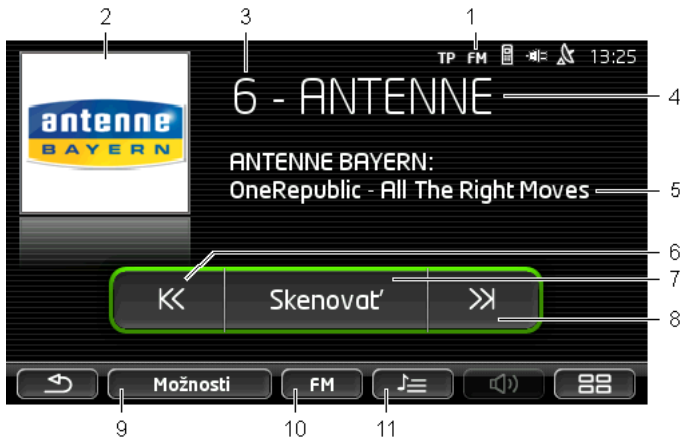 2 3 1
TP FM 13:25
6 - ANTENNE
4
antenne
BAYERN
ANTENNE BAYERN:
OneRepublic - All The Right Moves
5
6
7
Skenovať
8
Možnosti FM
9 10 11